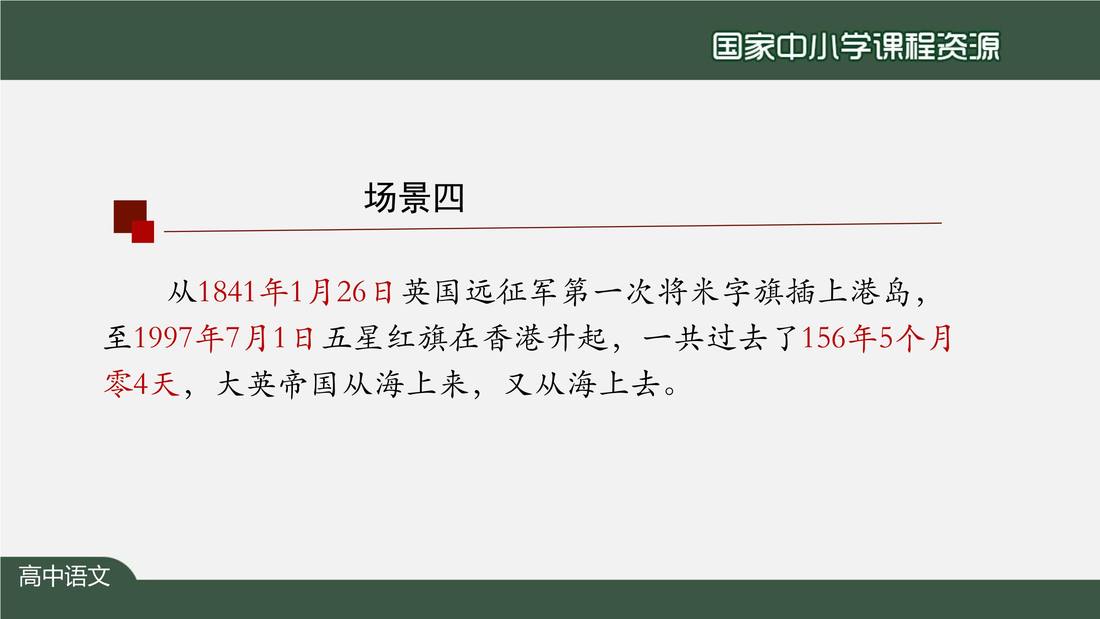 国家中小学课程资源
场景四
从1841年1月26日英国远征军第一次将米字旗插上港岛，
至1997年7月1日五星红旗在香港升起，一共过去了156年5个月
零4天，大英帝国从海上来，又从海上去。
高中语文